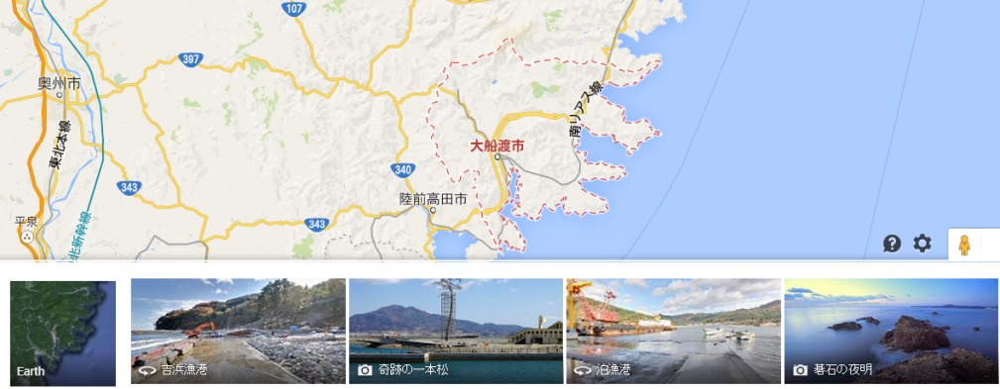 107
397
奥州市
南リアス線
東北本線
大船渡市
340
343
陸前高田市
343
平泉
北新幹線
Earth
吉浜漁港
奇跡の一本松
泊漁港
碁石の夜明